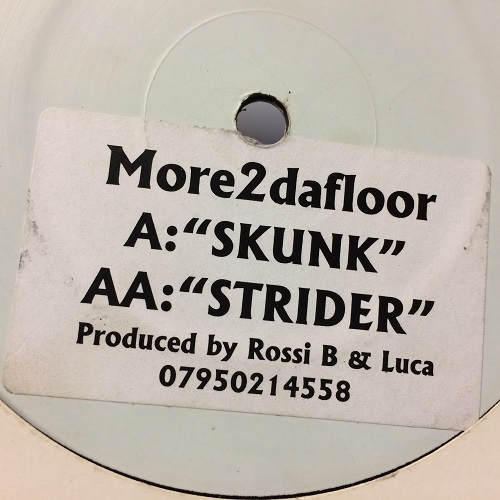 More2dafloor
A:“SKUNK”
AA:“STRIDER”
Produced by Rossi B & Luca
07950214558